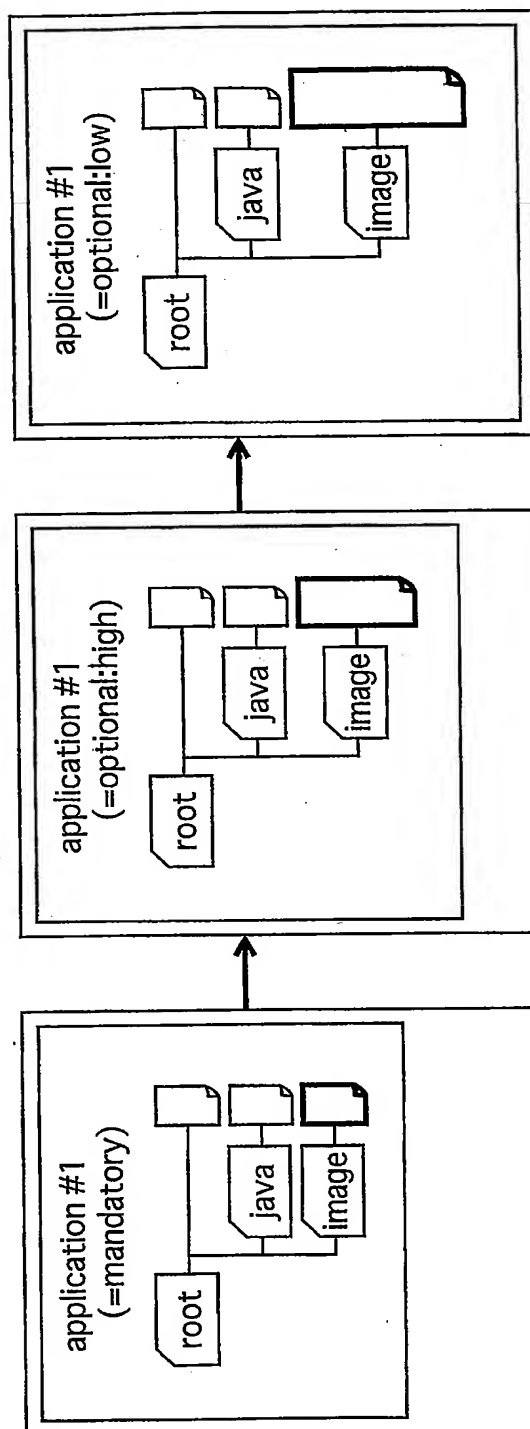 application #1
(=mandatory)
root
java
image
application #1
(=optional:high)
root
java
image
application #1
(=optional:low)
root
java
image